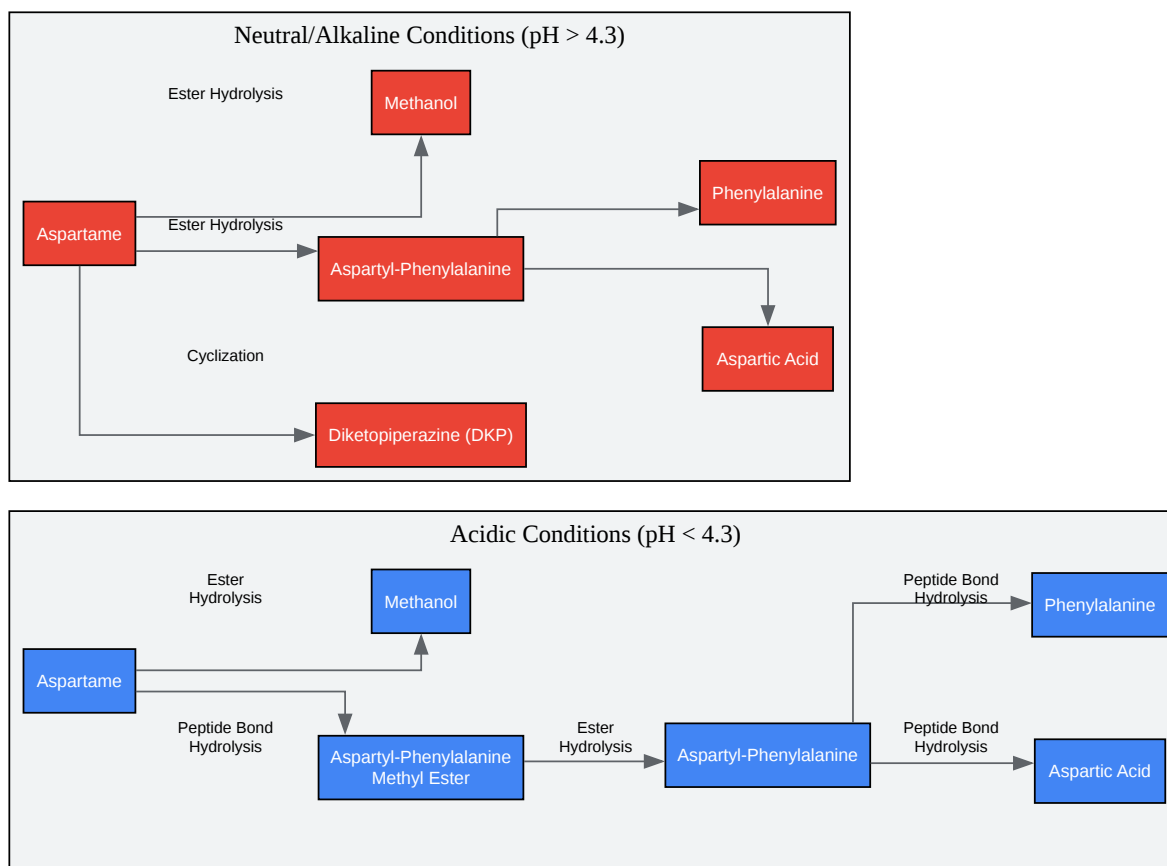 Neutral/Alkaline Conditions (pH > 4.3)
Ester Hydrolysis
Methanol
Phenylalanine
Aspartame
Ester Hydrolysis
Aspartyl-Phenylalanine
Cyclization
Aspartic Acid
Diketopiperazine (DKP)
Acidic Conditions (pH < 4.3)
Ester
Hydrolysis
Methanol
Peptide Bond
Hydrolysis
Phenylalanine
Aspartame
Peptide Bond
Hydrolysis
Aspartyl-Phenylalanine
Methyl Ester
Ester
Hydrolysis
Aspartyl-Phenylalanine
Peptide Bond
Hydrolysis
Aspartic Acid